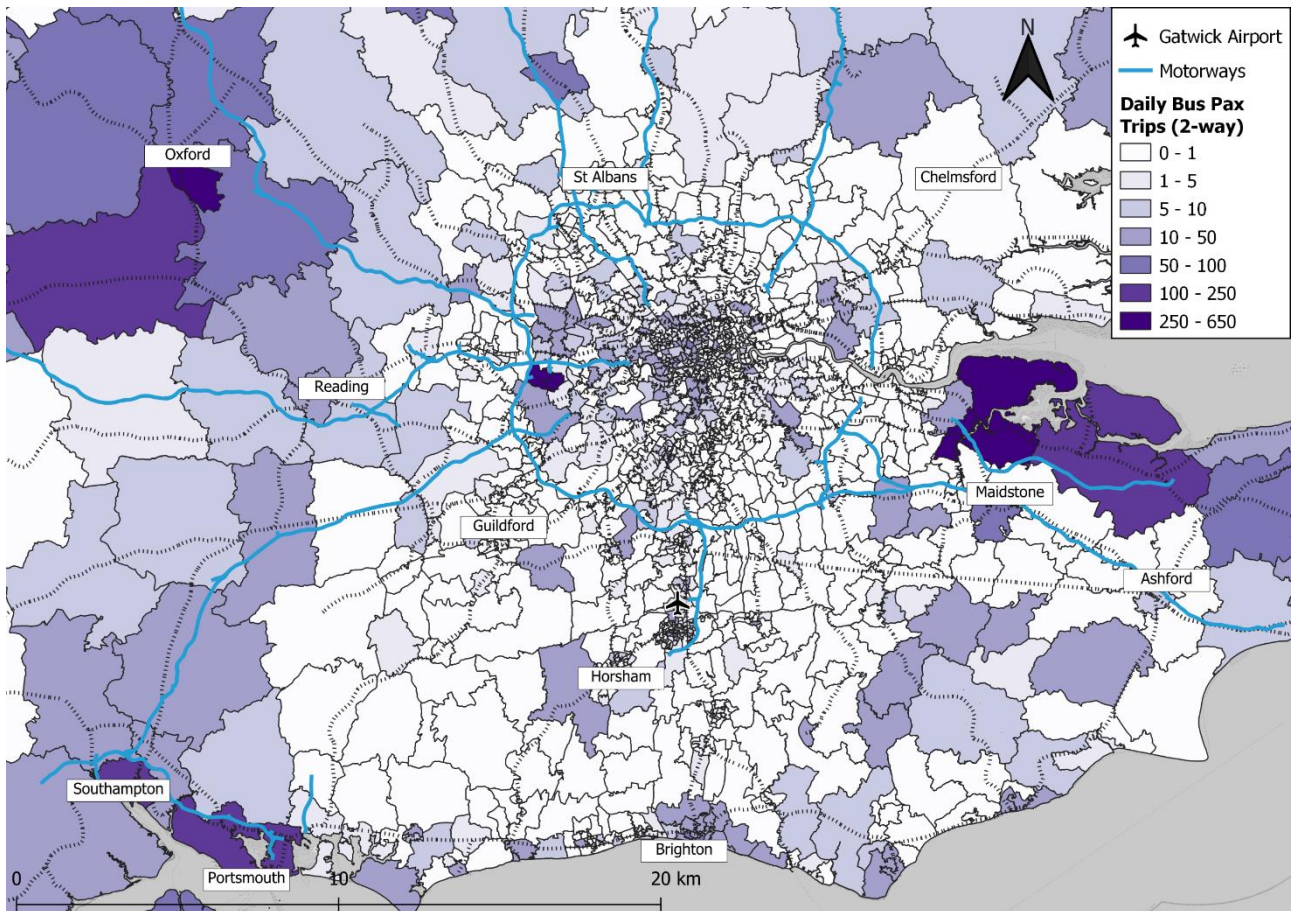 N
Gatwick Airport
Motorways
Daily Bus Pax
Trips (2-way)
0 - 1
1 - 5
5 - 10
10 - 50
50 - 100
100 - 250
250 - 650
Oxford
St Albans
Chelmsford
Reading
Maidstone
Guildford
Ashford
Horsham
Southampton
Brighton
Portsmouth
0
10
20 km